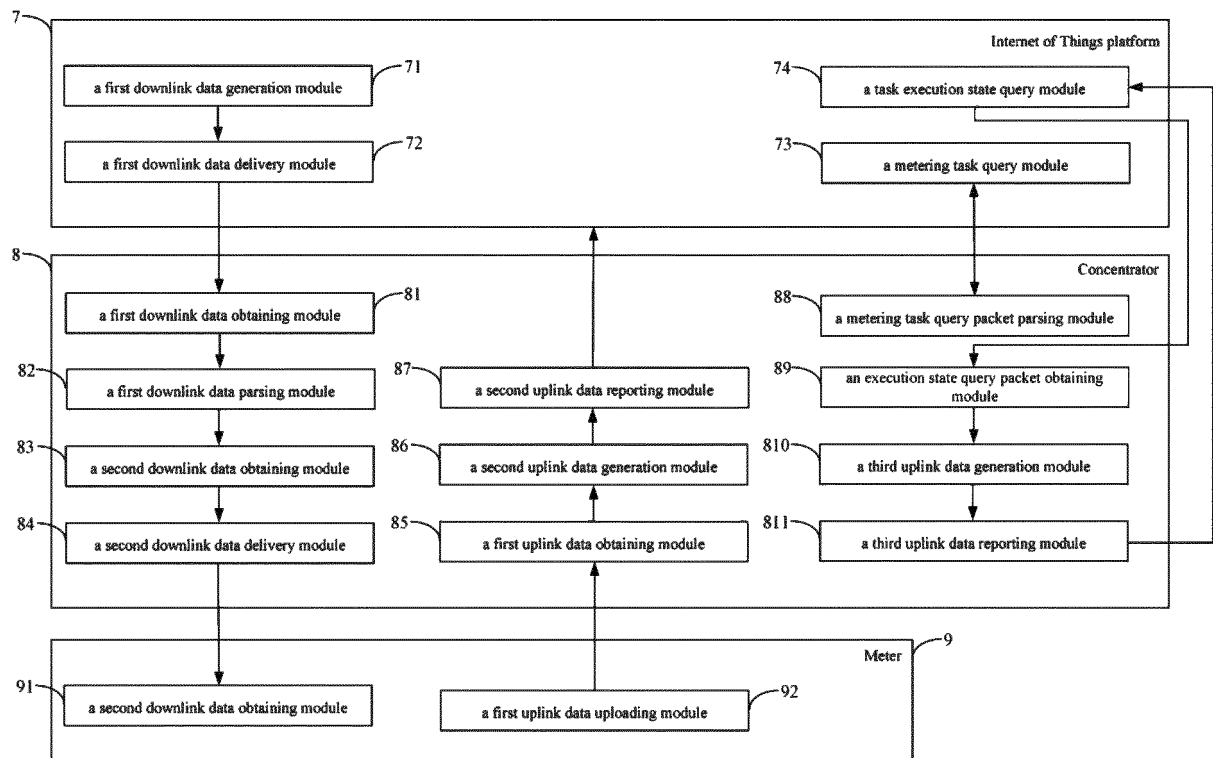 7
Internet of Things platform
71
a first downlink data generation module
74
a task execution state query module
72
a first downlink data delivery module
73
a metering task query module
8
Concentrator
81
a first downlink data obtaining module
88
a metering task query packet parsing module
82
a first downlink data parsing module
87
a second uplink data reporting module
89
an execution state query packet obtaining
module
83
a second downlink data obtaining module
86
a second uplink data generation module
810
a third uplink data generation module
84
a second downlink data delivery module
85
a first uplink data obtaining module
811
a third uplink data reporting module
9
Meter
91
a second downlink data obtaining module
92
a first uplink data uploading module